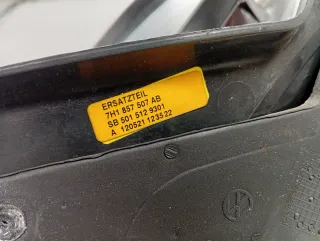 ERSATZTEIL
7H1 857 507 AB
SB 501 512 9301
A 120521 123522